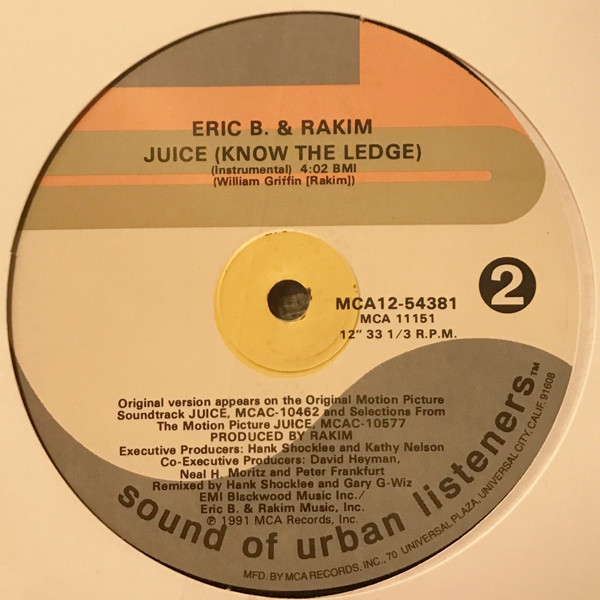 ERIC B. & RAKIM
JUICE (KNOW THE LEDGE)
(Instrumental) 4:02 BMI
(William Griffin [Rakim])
2
MCA12-54381
MCA 11151
12" 33 1/3 R.P.M.
Original version appears on the Original Motion Picture
Soundtrack JUICE, MCAC-10462 and Selections From
The Motion Picture JUICE, MCAC-10577
PRODUCED BY RAKIM
Executive Producers: Hank Shocklee and Kathy Nelson
Co-Executive Producers: David Heyman,
Neal H. Moritz and Peter Frankfurt
Remixed by Hank Shocklee and Gary G-Wiz
EMI Blackwood Music Inc./
Eric B. & Rakim Music, Inc.
℗ 1991 MCA Records, Inc.
sound of urban listeners™
MFD. BY MCA RECORDS, INC., 70 UNIVERSAL PLAZA, UNIVERSAL CITY, CALIF. 91608